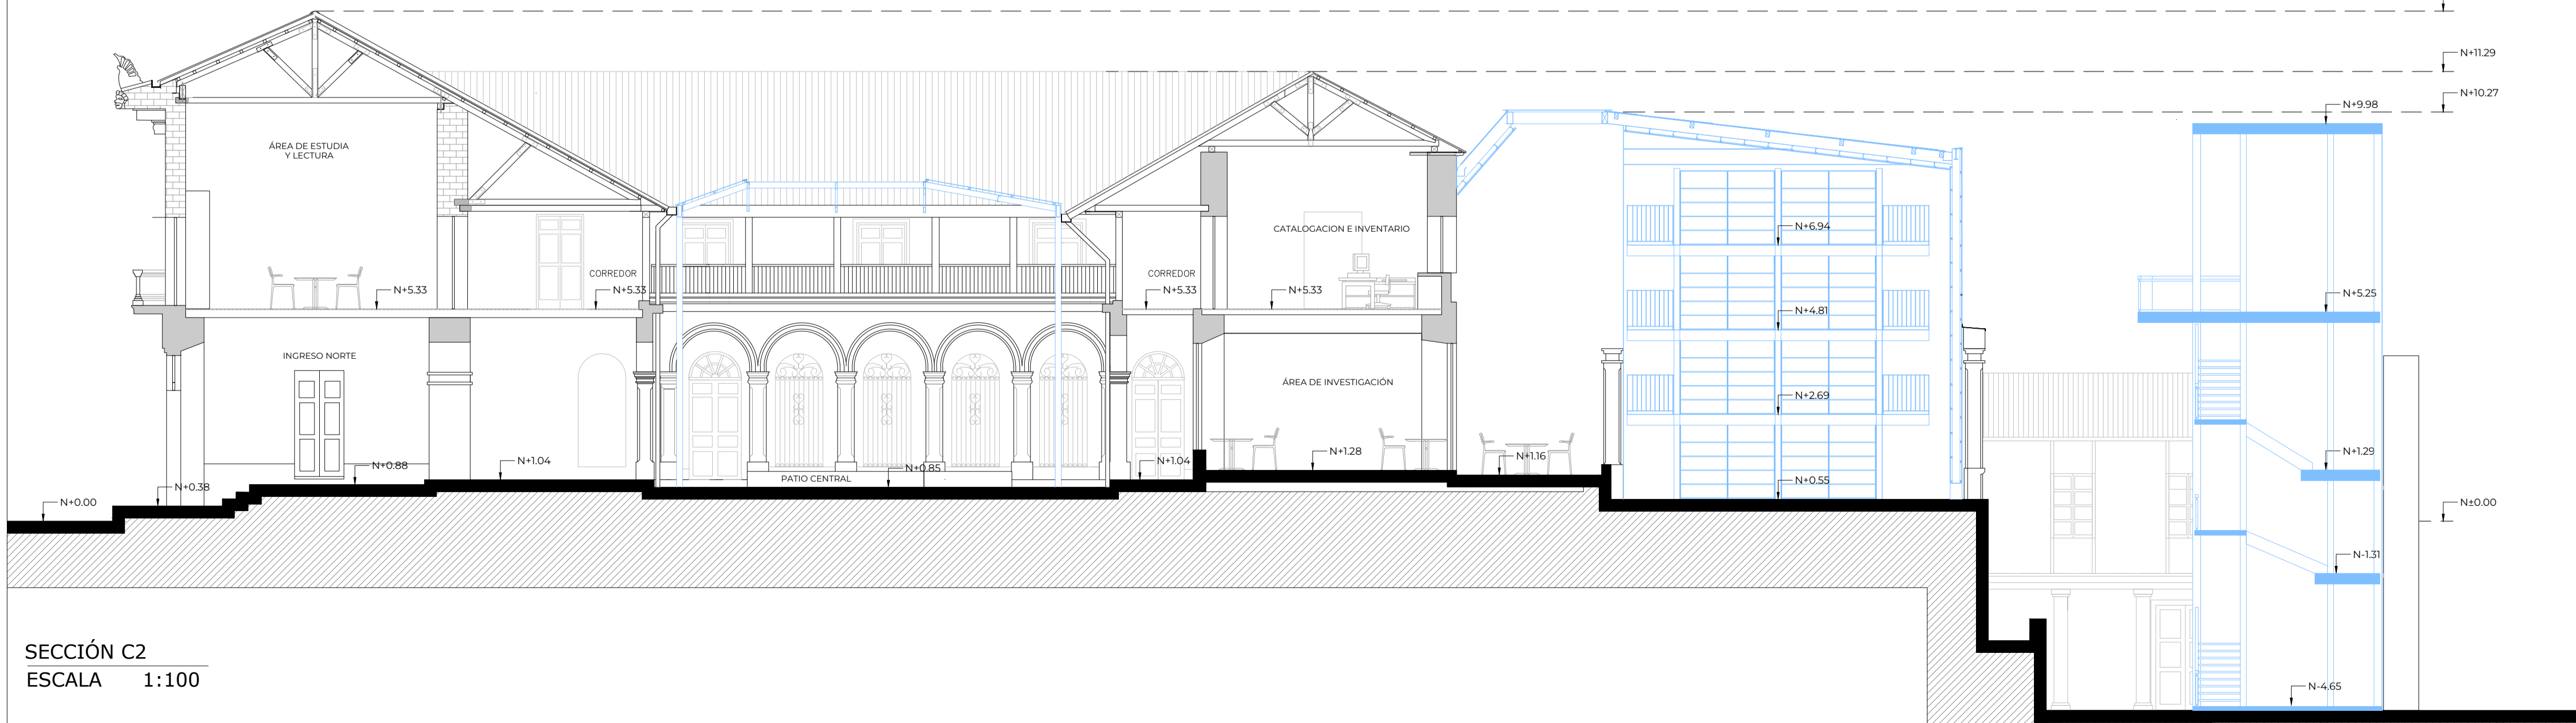 N+11.29
N+10.27
N+9.98
ÁREA DE ESTUDIA
Y LECTURA
CATALOGACION E INVENTARIO
N+6.94
CORREDOR
CORREDOR
N+5.33
N+5.33
N+5.33
N+5.33
N+5.25
N+4.81
INGRESO NORTE
ÁREA DE INVESTIGACIÓN
N+2.69
N+0.88
N+1.04
N+0.85
N+1.04
N+1.28
N+1.16
N+1.29
PATIO CENTRAL
N+0.55
N+0.00
N+0.38
N±0.00
N-1.31
SECCIÓN C2
ESCALA 1:100
N-4.65